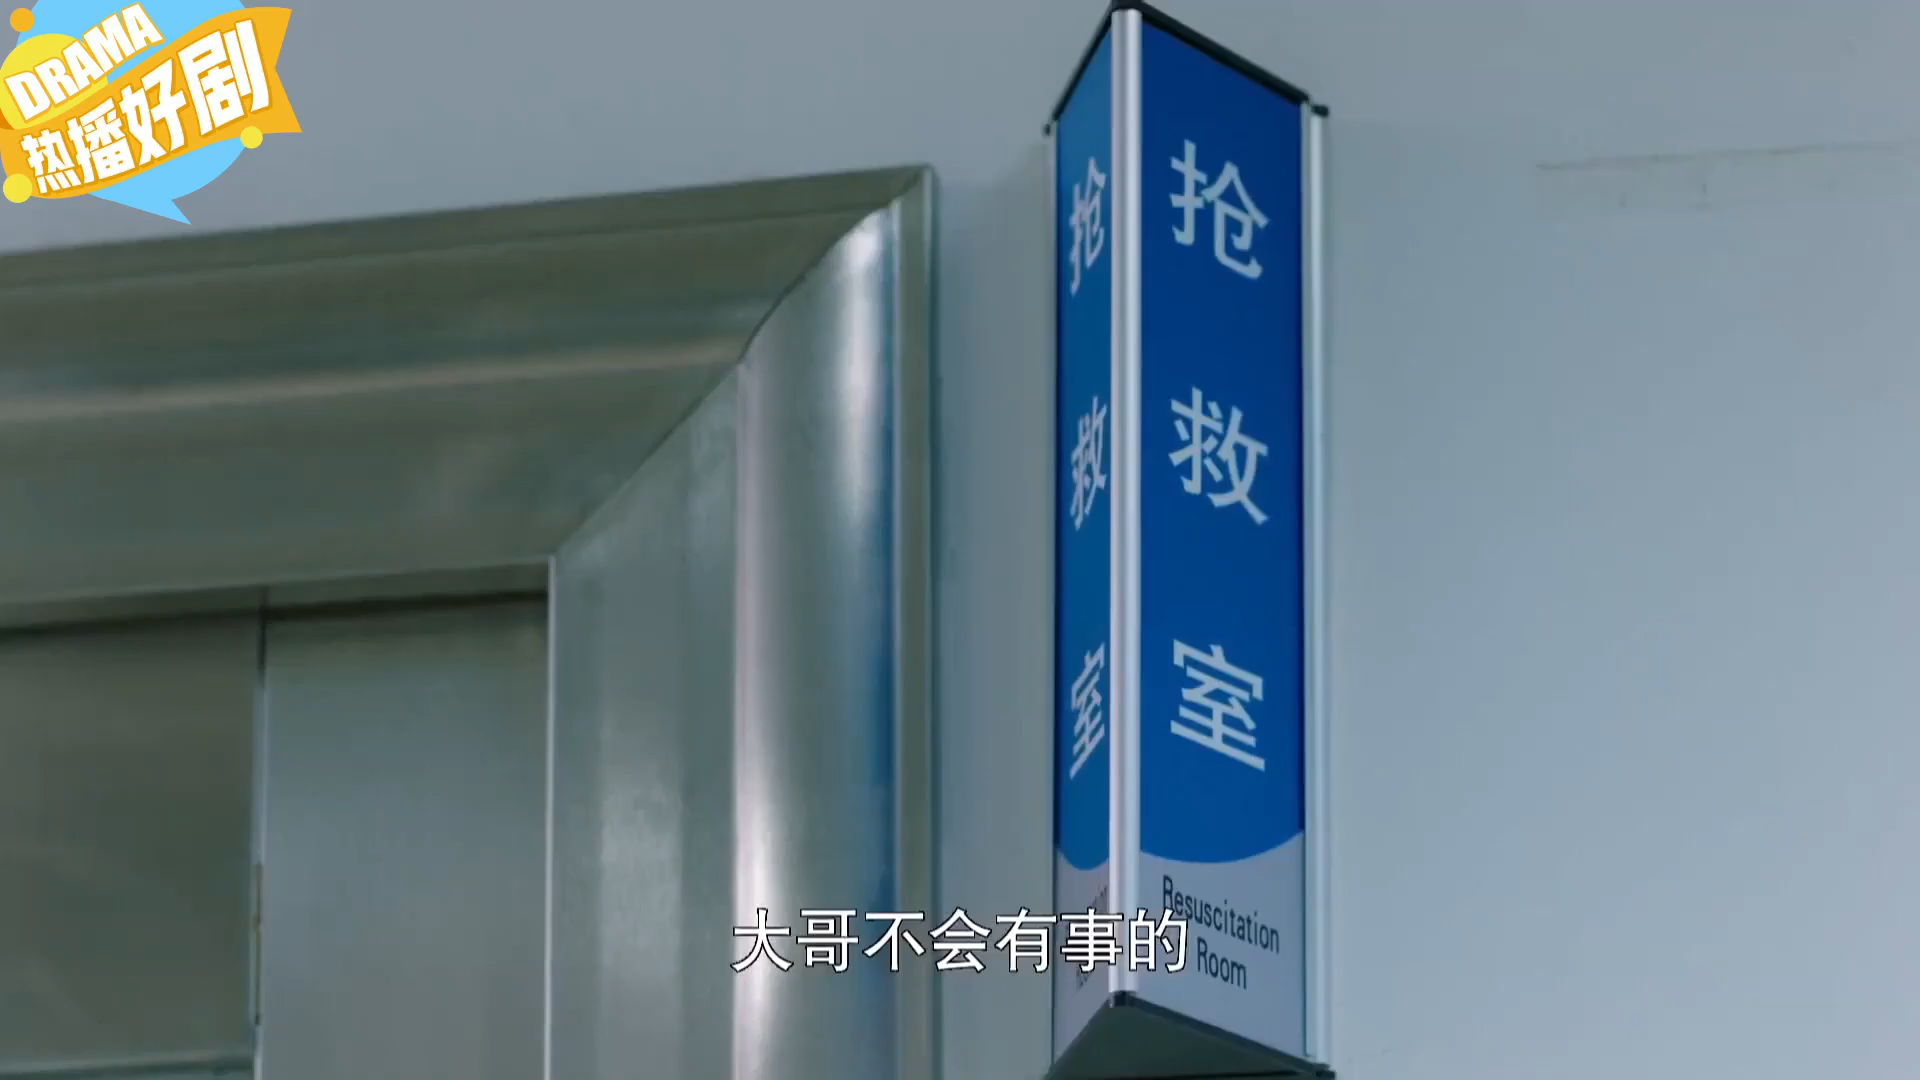 DRAMA
热播好剧
抢救室
抢救室
Resuscitation
Room
大哥不会有事的